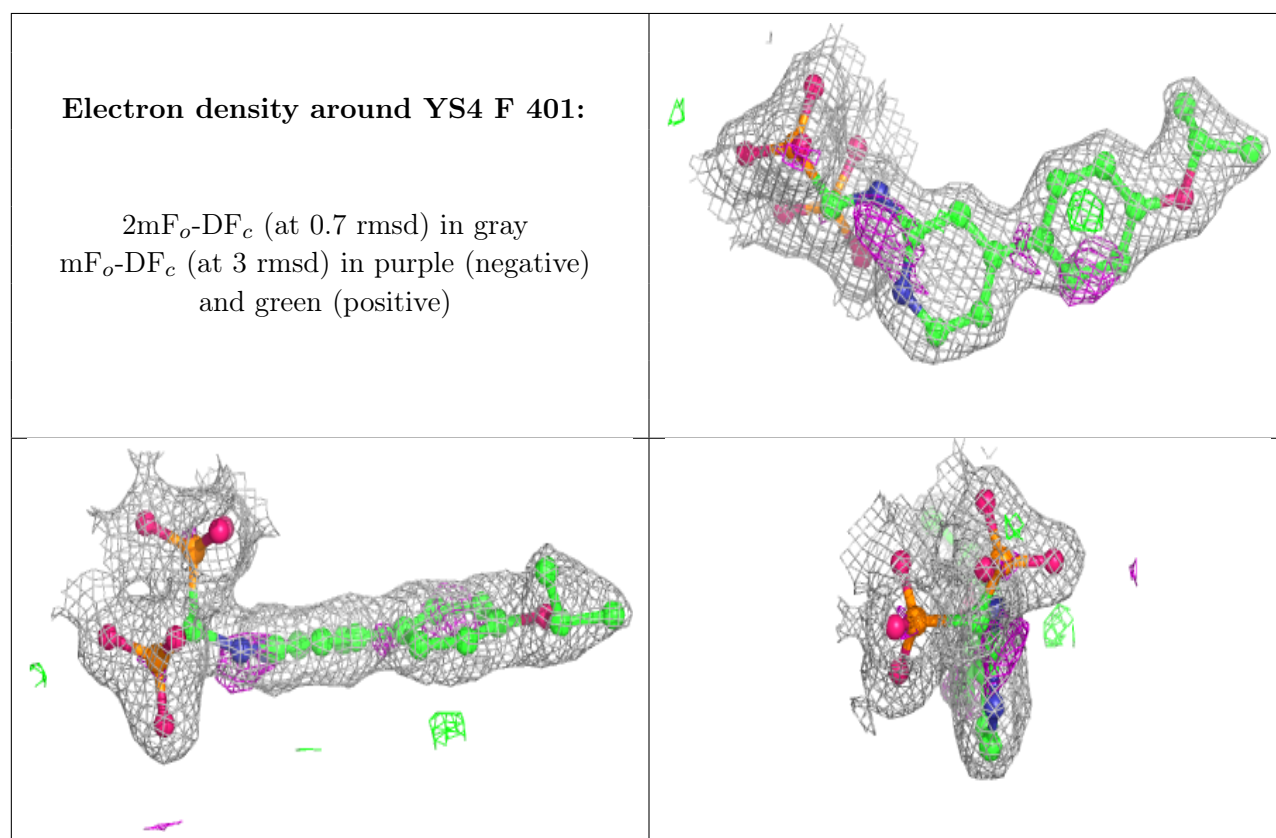 Electron density around YS4 F 401:
2mFo-DFc (at 0.7 rmsd) in gray
mFo-DFc (at 3 rmsd) in purple (negative)
and green (positive)